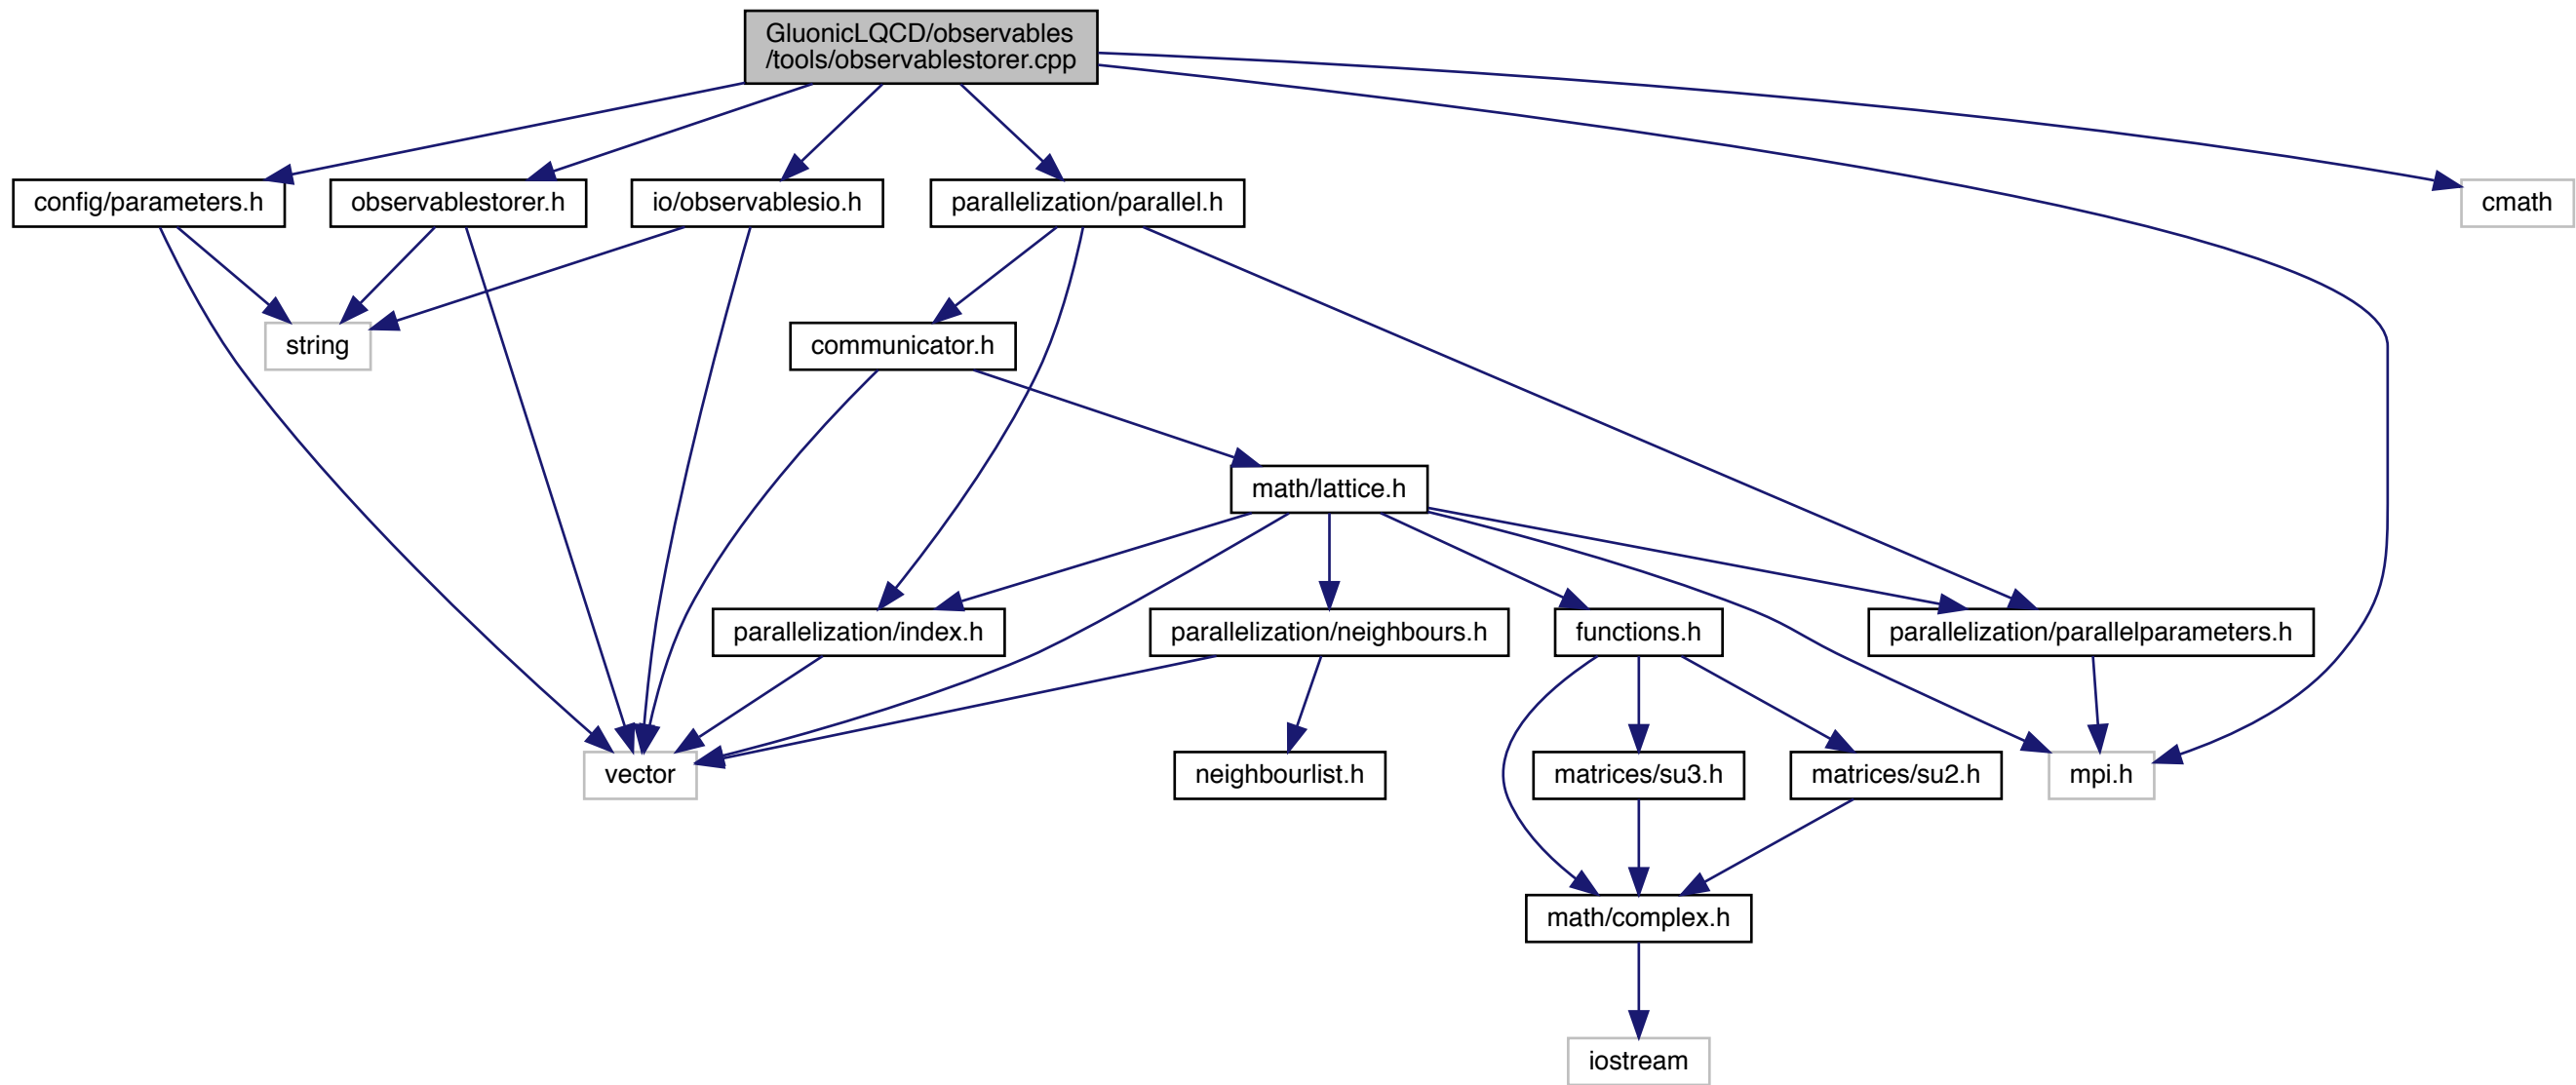 GluonicLQCD/observables
/tools/observablestorer.cpp
config/parameters.h
observablestorer.h
io/observablesio.h
parallelization/parallel.h
cmath
string
communicator.h
math/lattice.h
parallelization/index.h
parallelization/neighbours.h
functions.h
parallelization/parallelparameters.h
vector
neighbourlist.h
matrices/su3.h
matrices/su2.h
mpi.h
math/complex.h
iostream